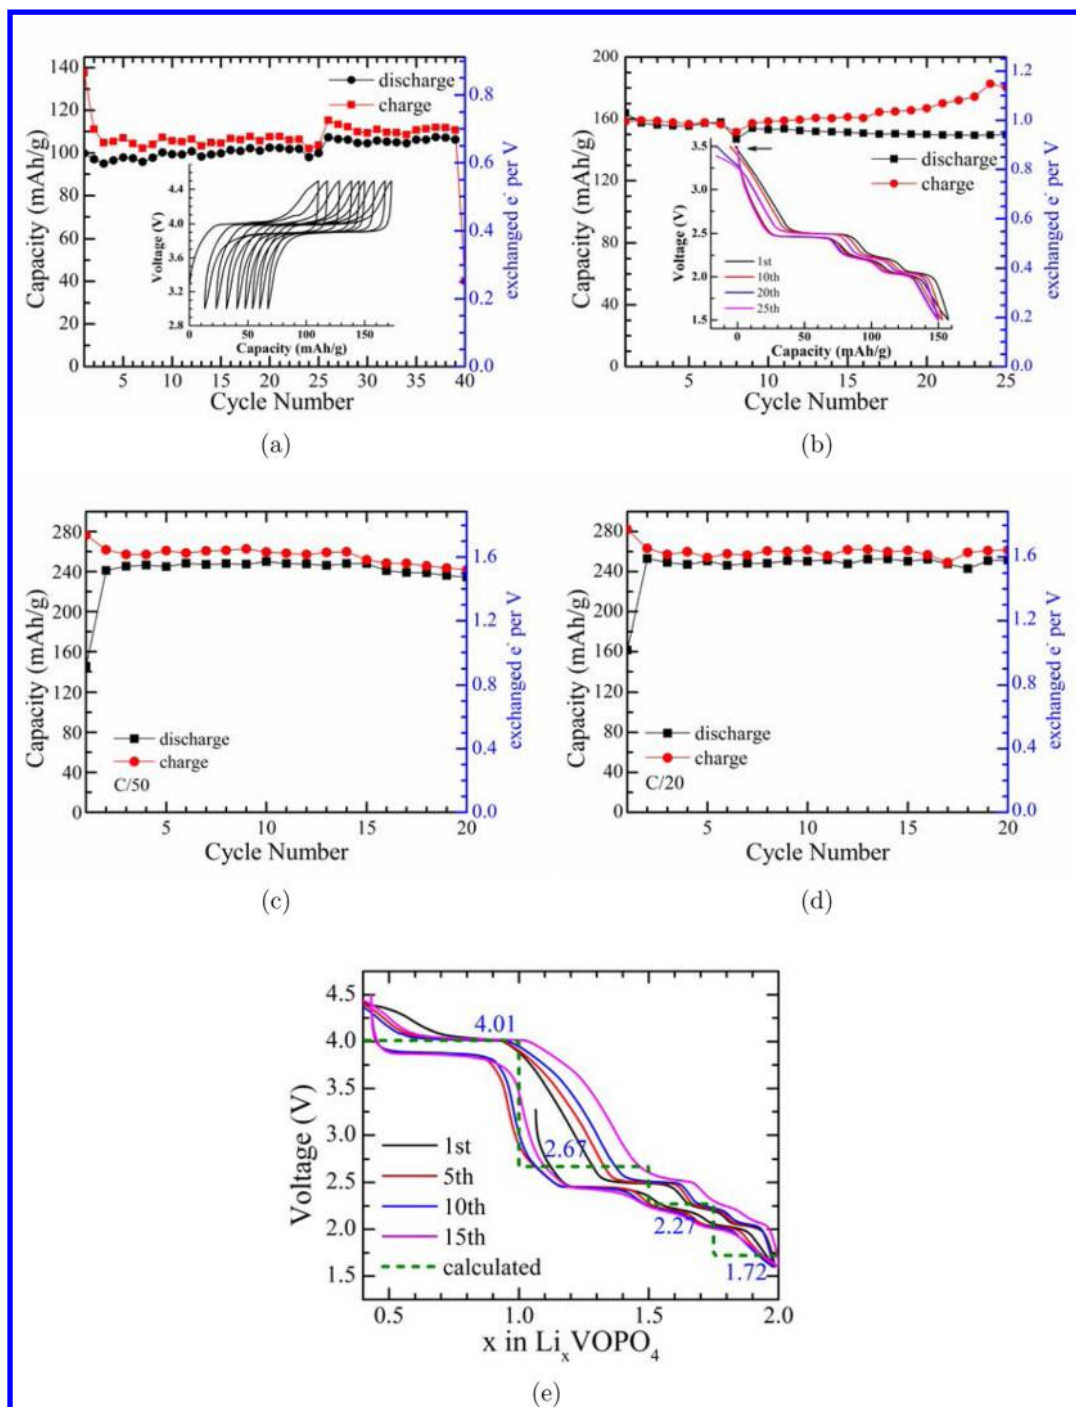 140
120
100
80
60
40
20
0
Capacity (mAh/g)
discharge
charge
0.8
0.6
0.4
0.2
0.0
exchanged e- per V
4.8
4.4
4.0
3.6
3.2
2.8
Voltage (V)
0 50 100 150
Capacity (mAh/g)
5 10 15 20 25 30 35 40
Cycle Number
(a)
200
160
120
80
40
0
Capacity (mAh/g)
discharge
charge
1.2
1.0
0.8
0.6
0.4
0.2
0.0
exchanged e- per V
3.5
3.0
2.5
2.0
1.5
Voltage (V)
1st
10th
20th
25th
0 50 100 150
Capacity (mAh/g)
5 10 15 20 25
Cycle Number
(b)
280
240
200
160
120
80
40
0
Capacity (mAh/g)
discharge
charge
C/50
1.6
1.2
0.8
0.4
0.0
exchanged e- per V
5 10 15 20
Cycle Number
(c)
280
240
200
160
120
80
40
0
Capacity (mAh/g)
discharge
charge
C/20
1.6
1.2
0.8
0.4
0.0
exchanged e- per V
5 10 15 20
Cycle Number
(d)
4.5
4.0
3.5
3.0
2.5
2.0
1.5
Voltage (V)
4.01
2.67
2.27
1.72
1st
5th
10th
15th
calculated
0.5 1.0 1.5 2.0
x in LixVOPO4
(e)